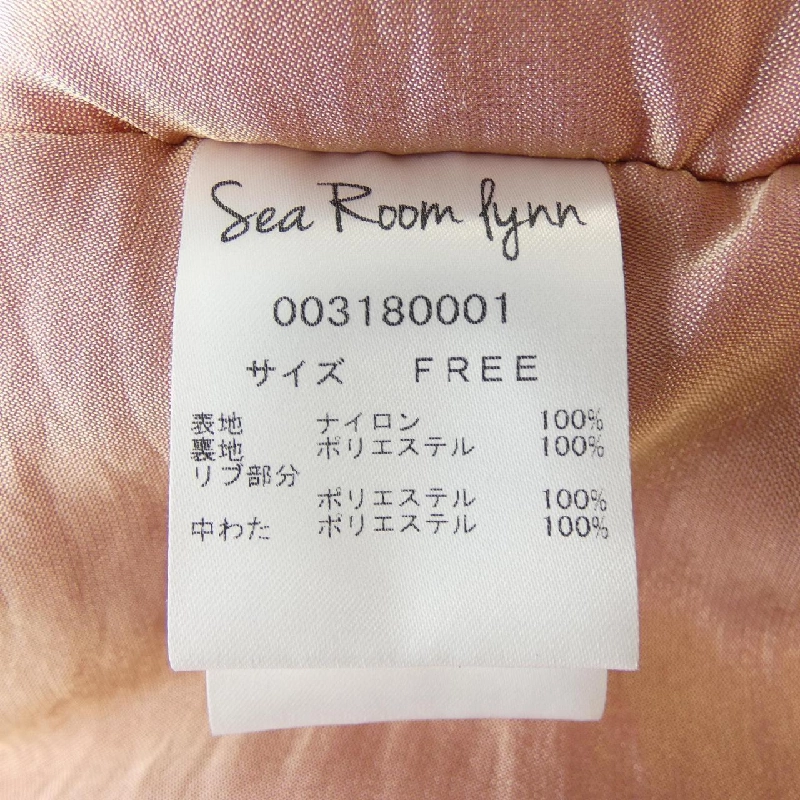 Sea Room lynn
003180001
サイズ FREE
表地 ナイロン 100%
裏地 ポリエステル 100%
リブ部分
ポリエステル 100%
中わた ポリエステル 100%